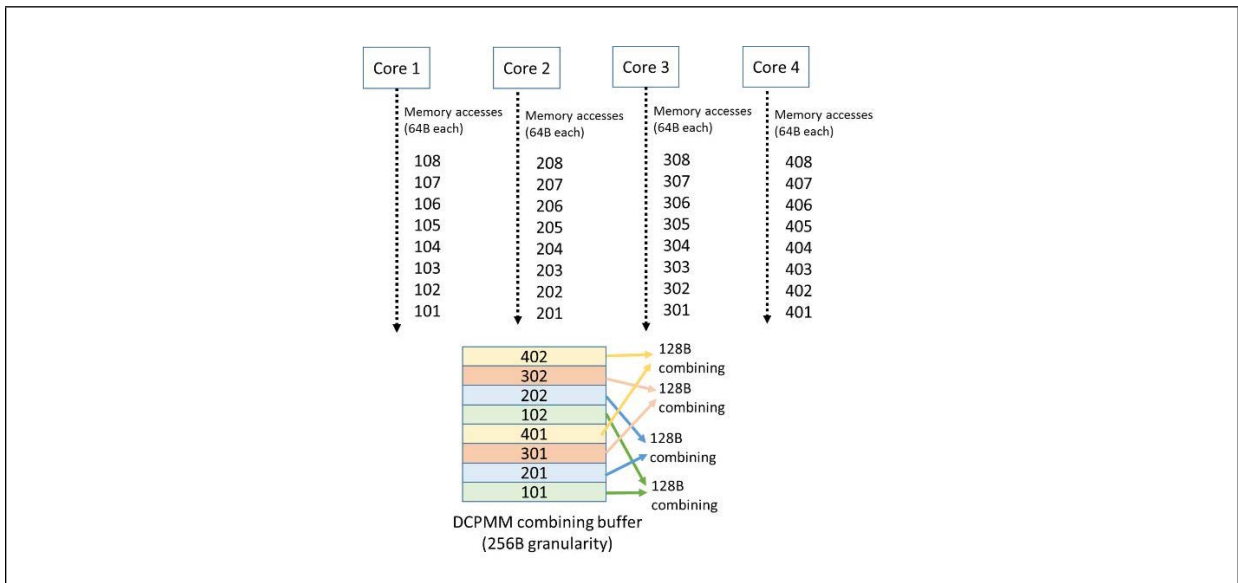 Core 1
Core 2
Core 3
Core 4
Memory accesses
(64B each)
Memory accesses
(64B each)
Memory accesses
(64B each)
Memory accesses
(64B each)
108
107
106
105
104
103
102
101
208
207
206
205
204
203
202
201
308
307
306
305
304
303
302
301
408
407
406
405
404
403
402
401
402
302
202
102
401
301
201
101
128B
combining
128B
combining
128B
combining
128B
combining
DCPMM combining buffer
(256B granularity)